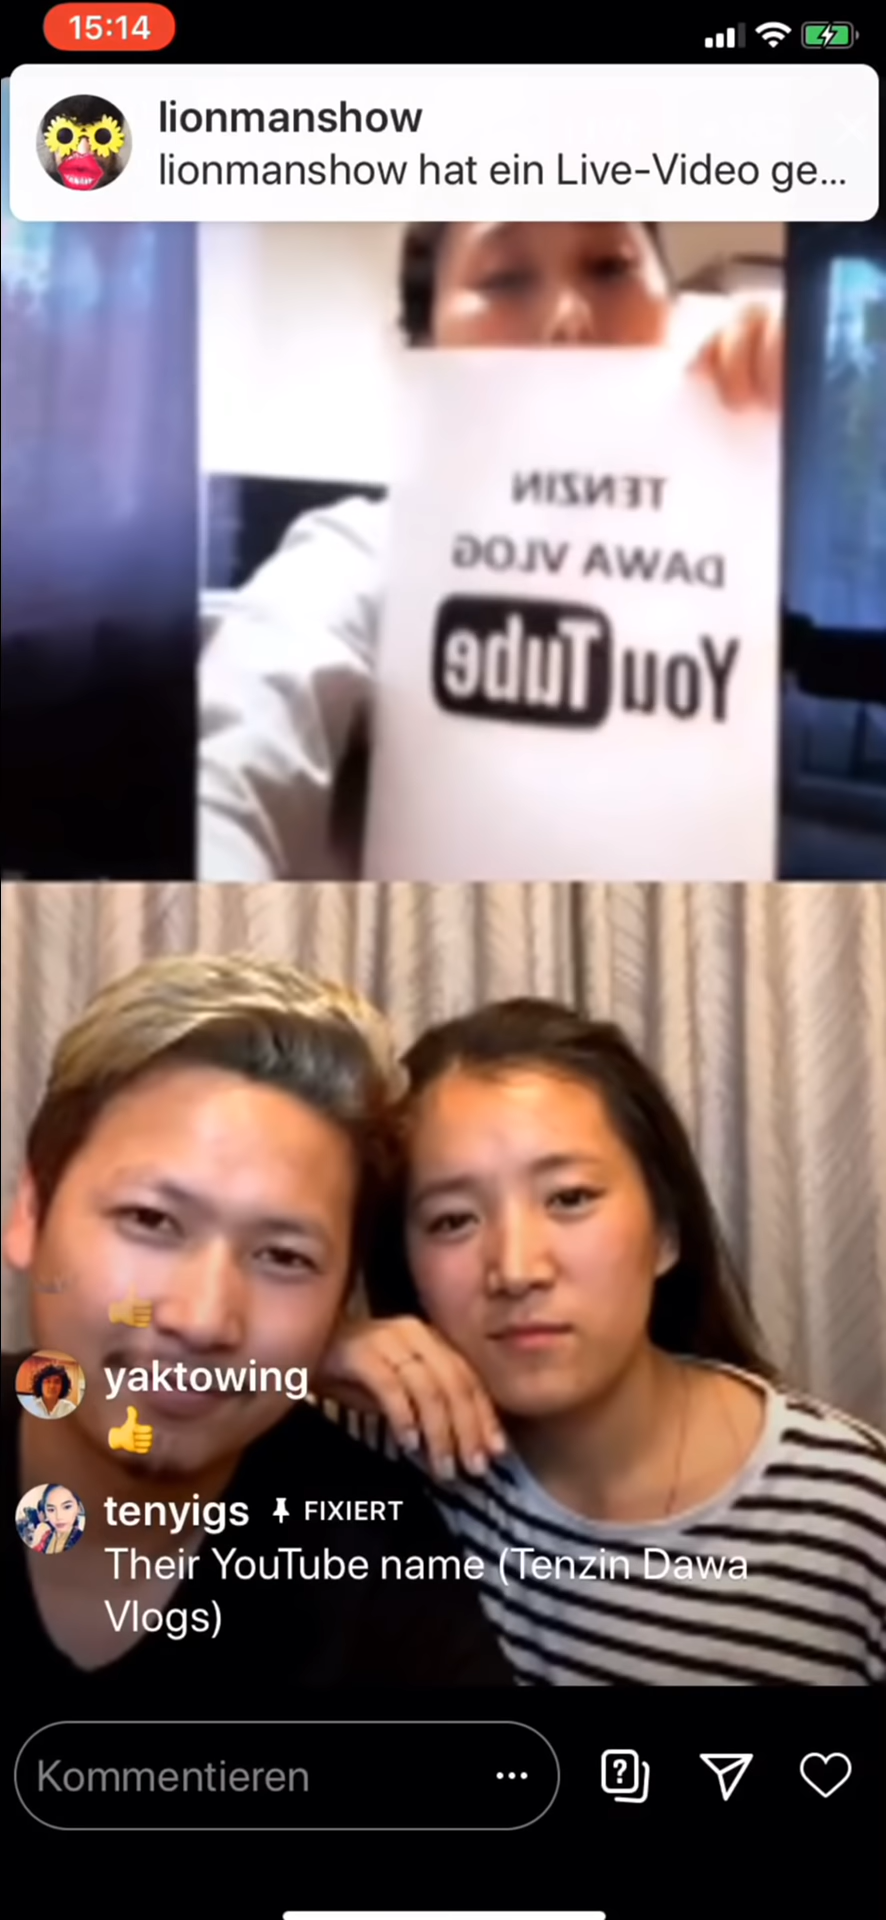 15:14
lionmanshow
lionmanshow hat ein Live-Video ge...
TENZIN
DAWA VLOG
YouTube
yaktowing
👍
tenyigs FIXIERT
Their YouTube name (Tenzin Dawa
Vlogs)
Kommentieren